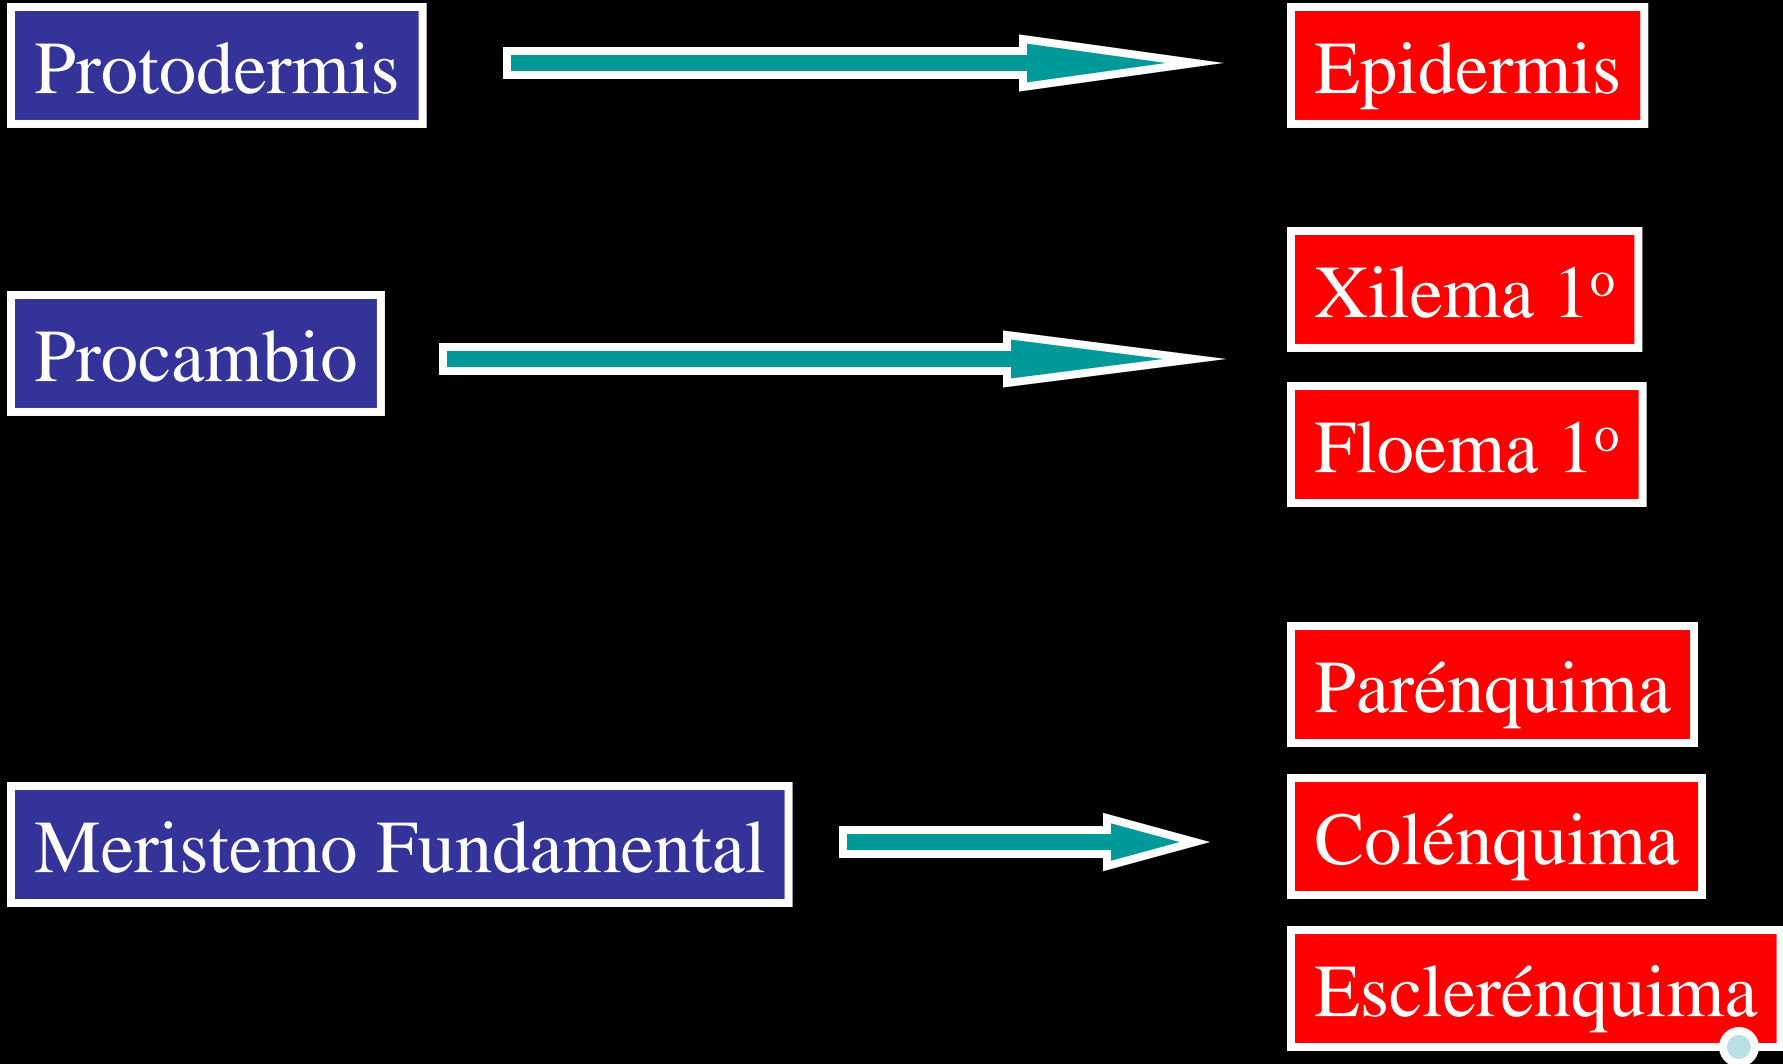 Protodermis
Epidermis
Procambio
Xilema 1º
Floema 1º
Meristemo Fundamental
Parénquima
Colénquima
Esclerénquima